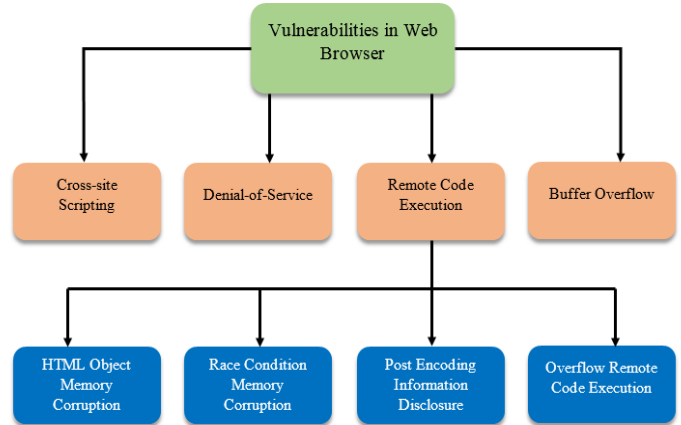 Vulnerabilities in Web
Browser
Cross-site
Scripting
Denial-of-Service
Remote Code
Execution
Buffer Overflow
HTML Object
Memory
Corruption
Race Condition
Memory
Corruption
Post Encoding
Information
Disclosure
Overflow Remote
Code Execution